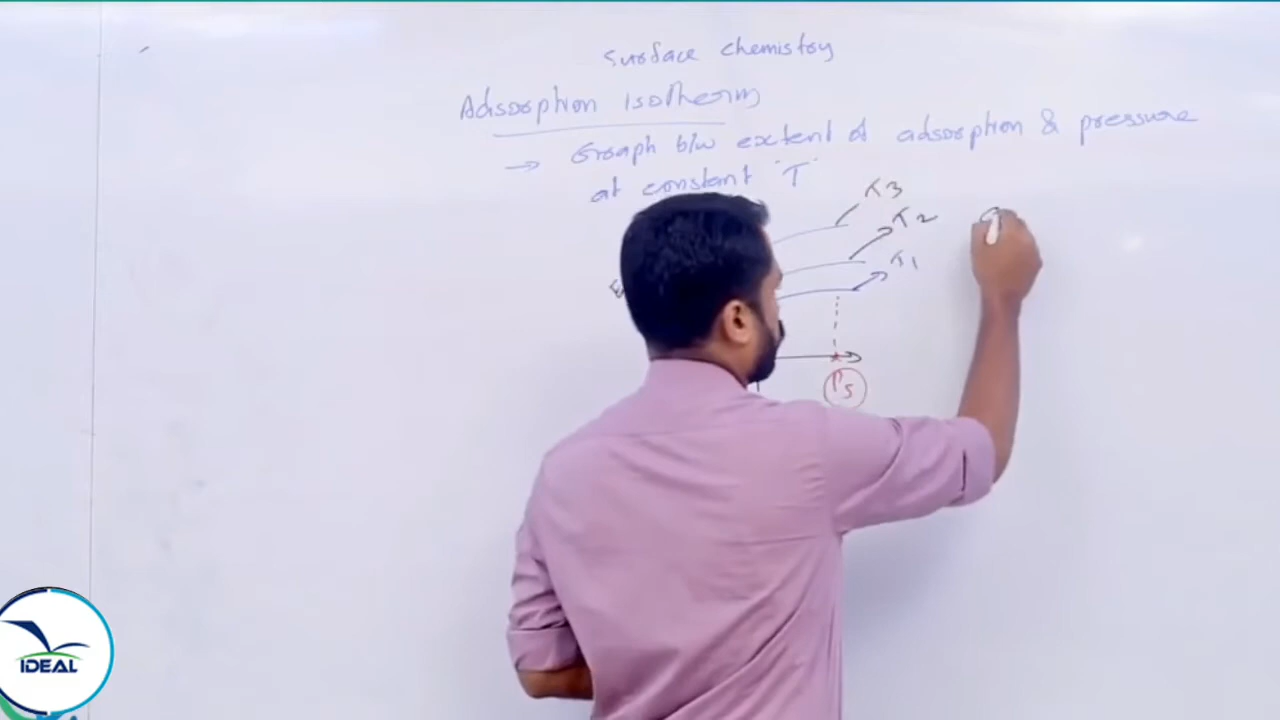 Surface chemistry
Adsorption isotherm
→ Graph b/w extent of adsorption & pressure
at constant 'T'
T3
T2
T1
Ps
IDEAL